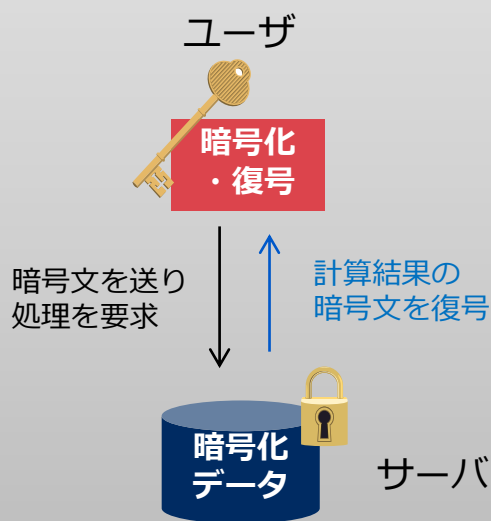 ユーザ
暗号化
・復号
暗号文を送り
処理を要求
計算結果の
暗号文を復号
暗号化
データ
サーバ